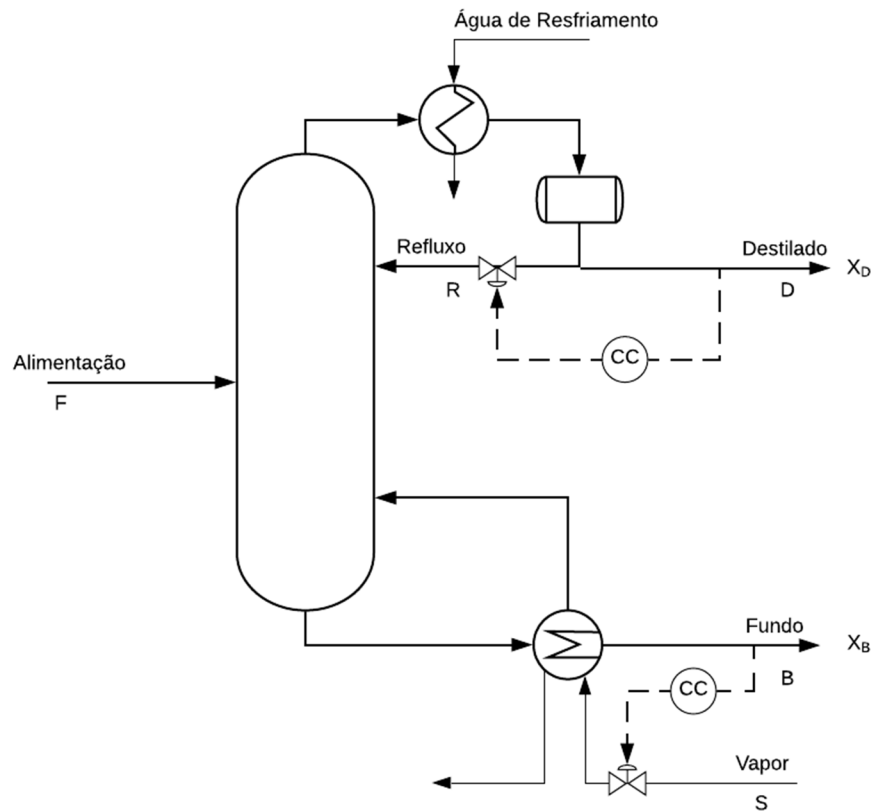 Água de Resfriamento
Refluxo
R
Destilado
D
X_D
CC
Alimentação
F
Fundo
B
X_B
CC
Vapor
S